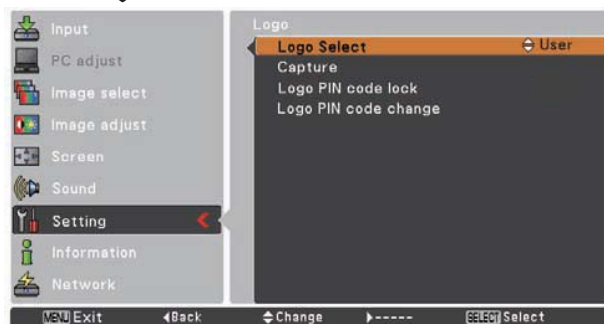 Input
PC adjust
Image select
Image adjust
Screen
Sound
Setting
Information
Network
Logo
Logo Select User
Capture
Logo PIN code lock
Logo PIN code change
MENU Exit Back Change ----- SELECT Select